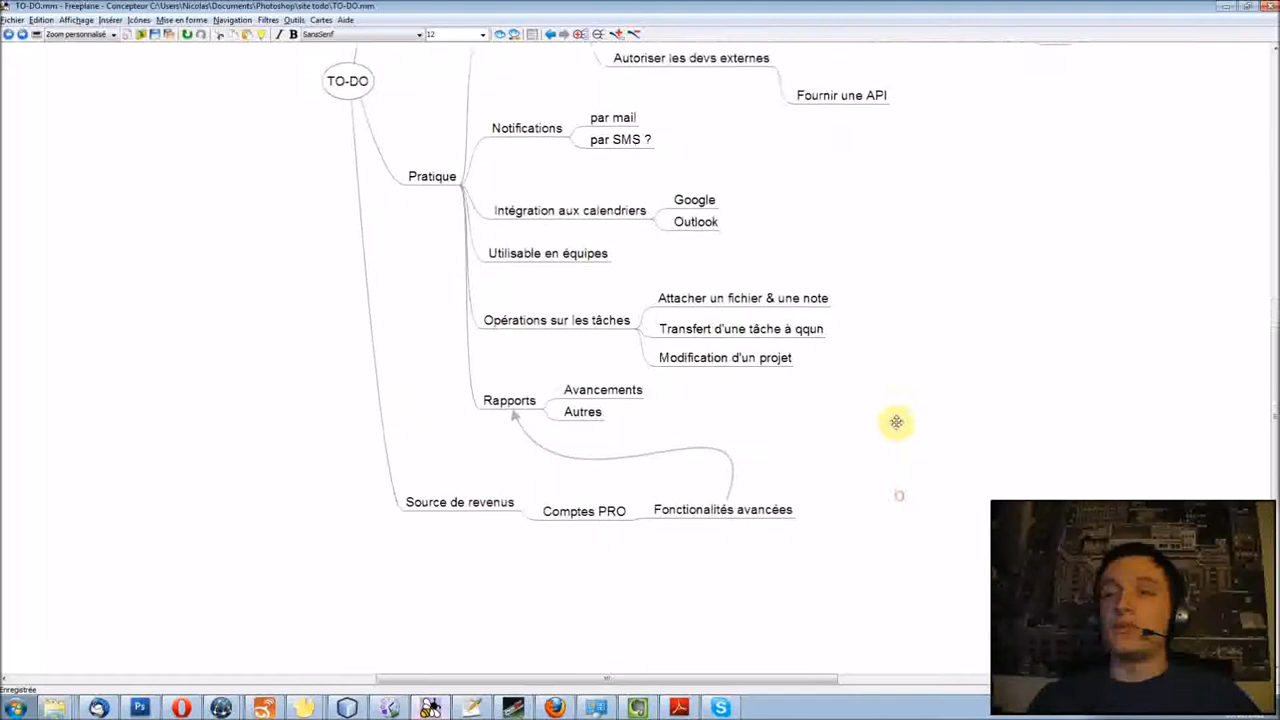 TO-DO.mm - Freeplane - Concepteur C:\Users\Nicolas\Documents\Photoshop\site todo\TO-DO.mm
Fichier Edition Affichage Insérer Icônes Mise en forme Navigation Filtres Outils Cartes Aide
Zoom personnalisé SansSerif 12
Autoriser les devs externes
TO-DO
Fournir une API
par mail
Notifications
par SMS ?
Pratique
Google
Intégration aux calendriers
Outlook
Utilisable en équipes
Attacher un fichier & une note
Opérations sur les tâches
Transfert d'une tâche à qqun
Modification d'un projet
Avancements
Rapports
Autres
Source de revenus
Comptes PRO
Fonctionalités avancées
Enregistrée